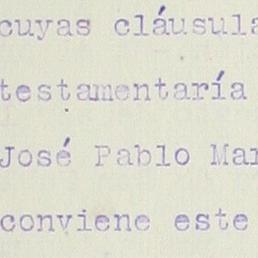 cuyas cláusula
testamentaría
José Pablo Mar
conviene este